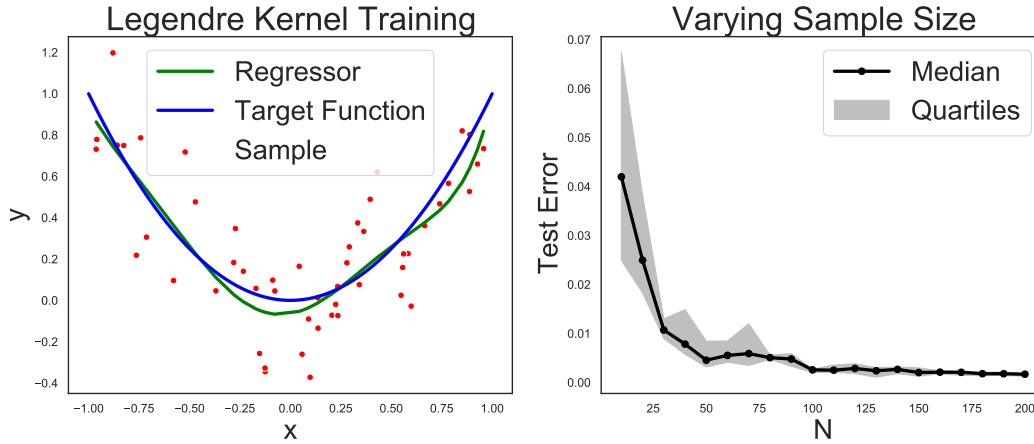 Legendre Kernel Training
1.2
1.0
0.8
0.6
0.4
0.2
0.0
−0.2
−0.4
y
Regressor
Target Function
Sample
−1.00 −0.75 −0.50 −0.25 0.00 0.25 0.50 0.75 1.00
x
Varying Sample Size
0.07
0.06
0.05
0.04
0.03
0.02
0.01
0.00
Test Error
Median
Quartiles
25 50 75 100 125 150 175 200
N